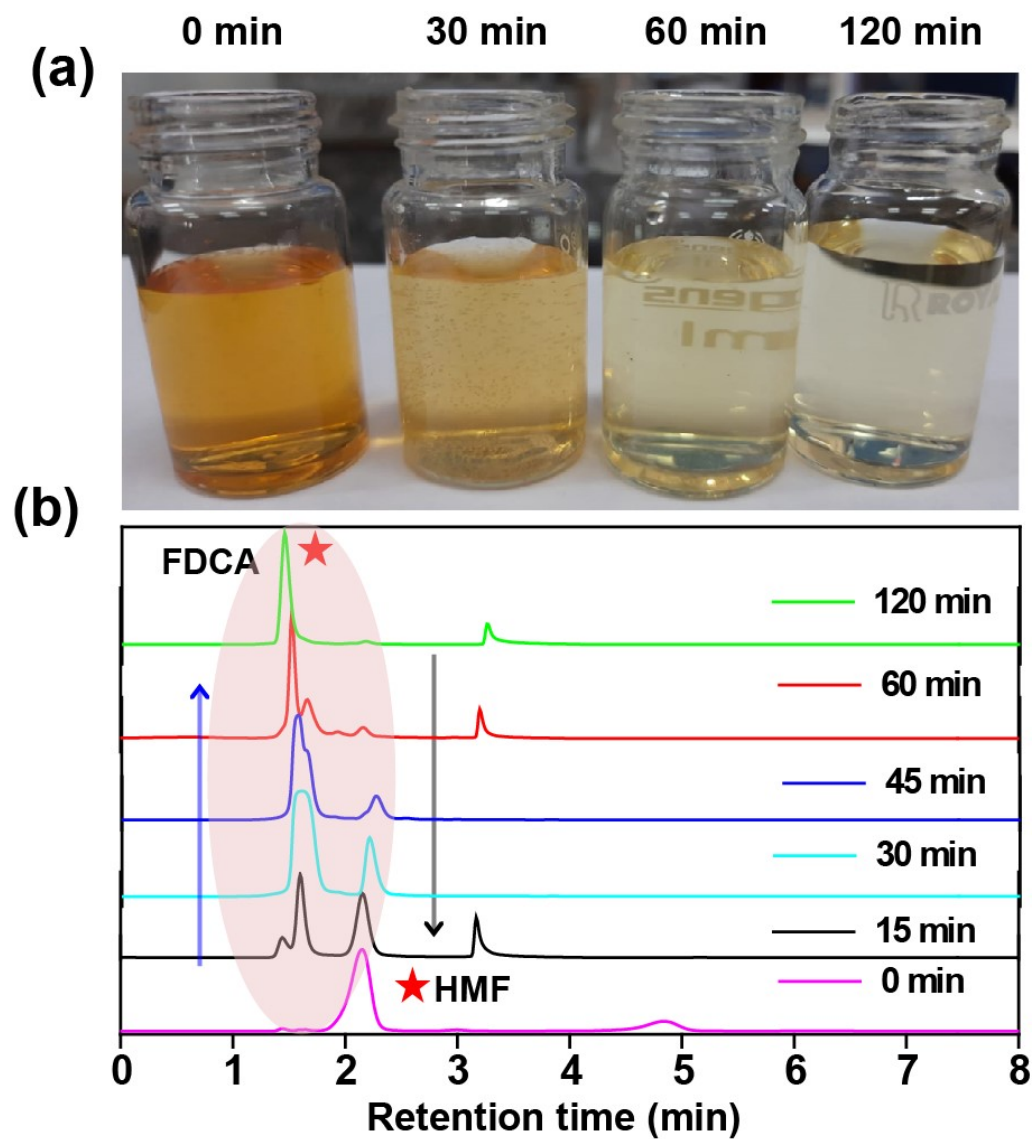 0 min 30 min 60 min 120 min
(a)
ROYA
(b)
FDCA ★
120 min
60 min
45 min
30 min
15 min
★ HMF
0 min
0 1 2 3 4 5 6 7 8
Retention time (min)